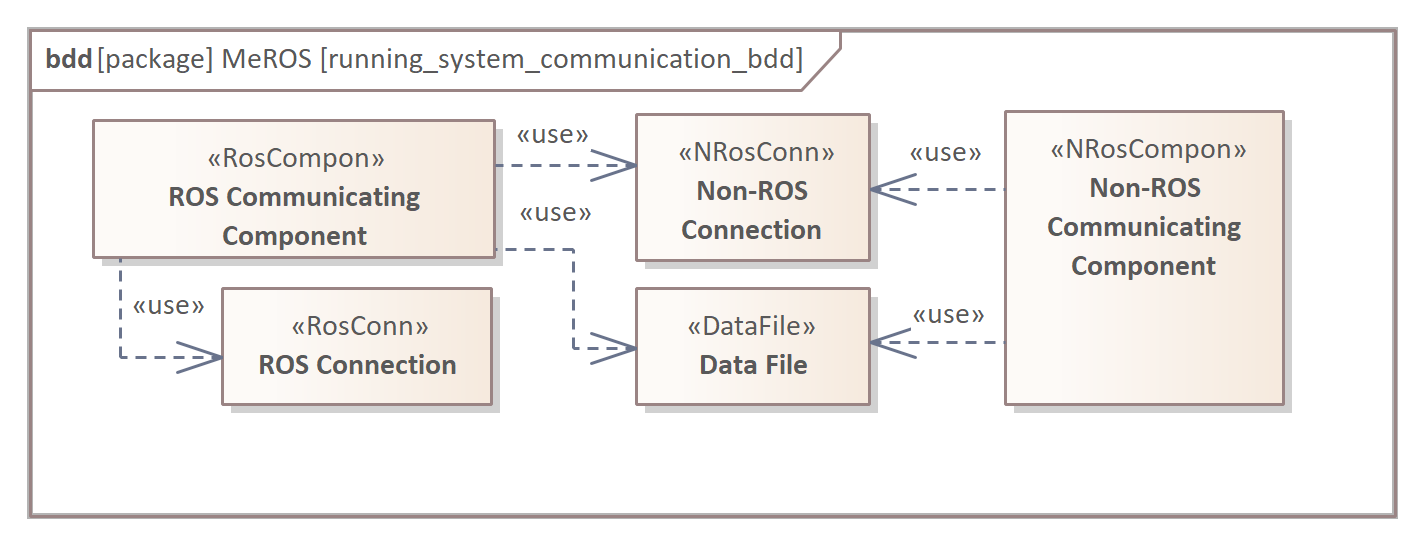 bdd [package] MeROS [running_system_communication_bdd]
«RosCompon»
ROS Communicating
Component
«use»
«use»
«use»
«NRosConn»
Non-ROS
Connection
«use»
«NRosCompon»
Non-ROS
Communicating
Component
«RosConn»
ROS Connection
«DataFile»
Data File
«use»